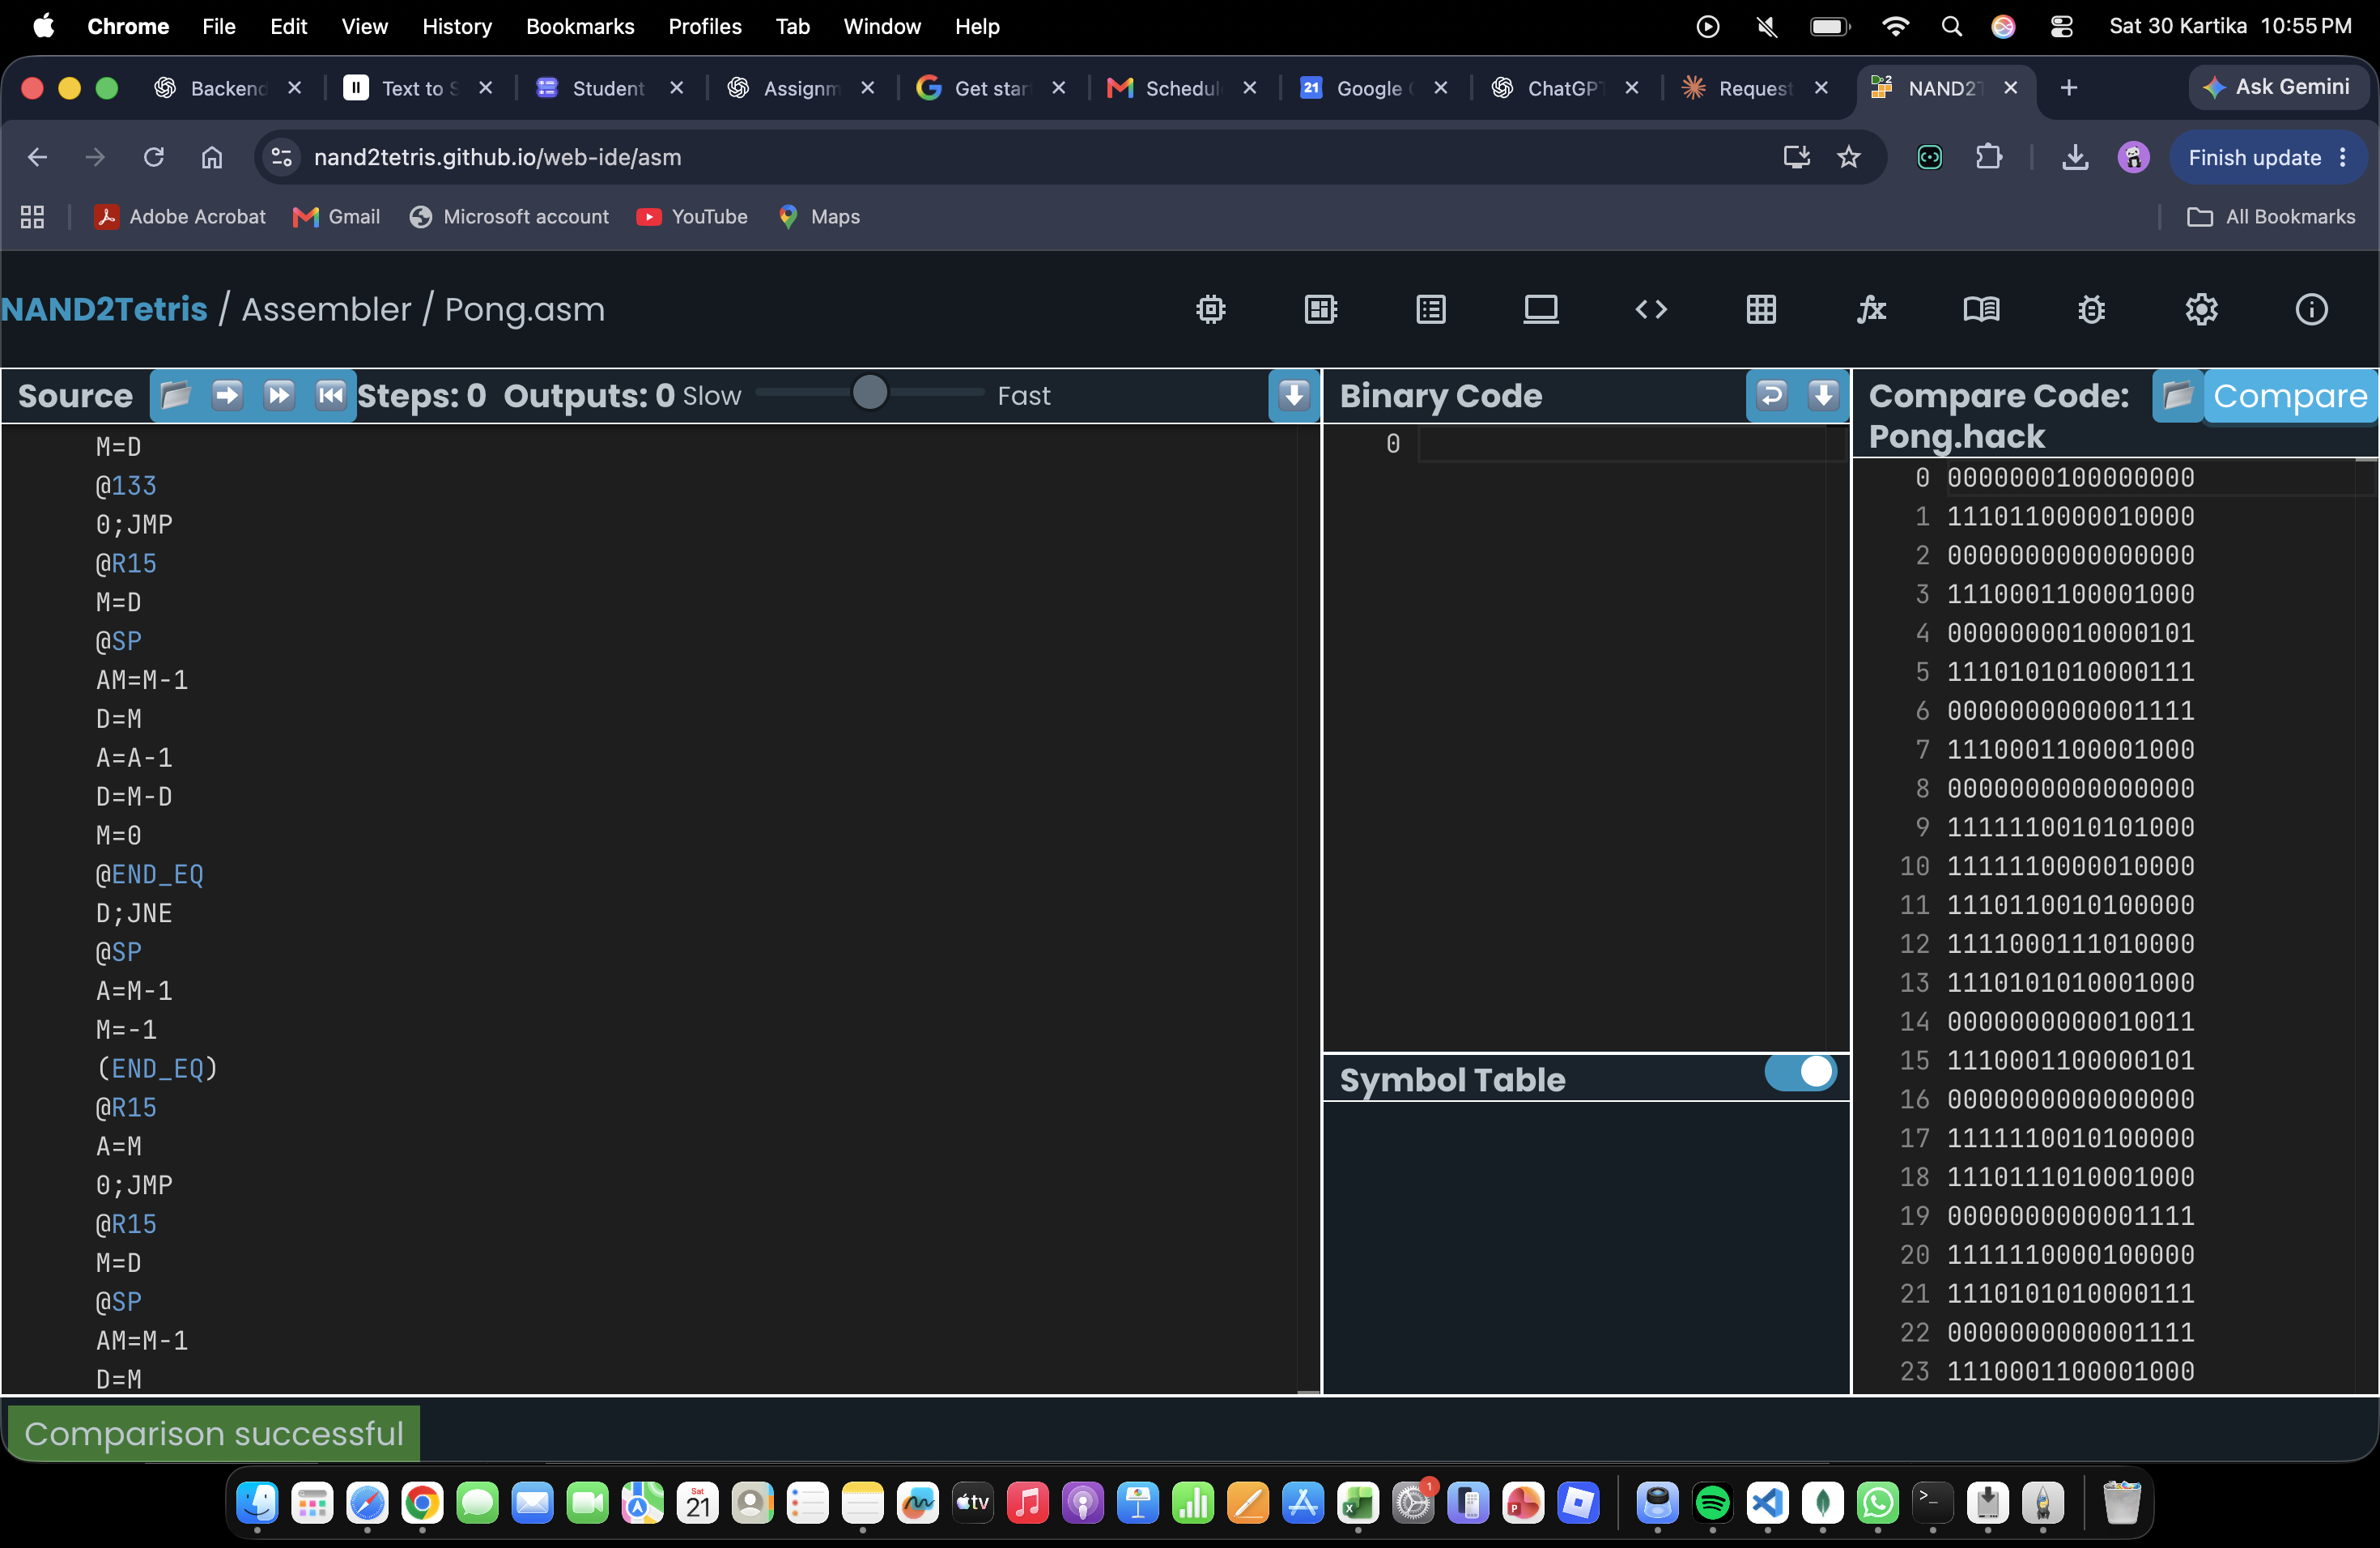 Chrome File Edit View History Bookmarks Profiles Tab Window Help Sat 30 Kartika 10:55 PM
Backend Text to S Student Assignm Get star Schedul 21 Google C ChatGPT Request NAND2T Ask Gemini
nand2tetris.github.io/web-ide/asm Finish update
Adobe Acrobat Gmail Microsoft account YouTube Maps All Bookmarks
NAND2Tetris / Assembler / Pong.asm
Source Steps: 0 Outputs: 0 Slow Fast
M=D
@133
0;JMP
@R15
M=D
@SP
AM=M-1
D=M
A=A-1
D=M-D
M=0
@END_EQ
D;JNE
@SP
A=M-1
M=-1
(END_EQ)
@R15
A=M
0;JMP
@R15
M=D
@SP
AM=M-1
D=M
Binary Code
0
Symbol Table
Compare Code: Compare
Pong.hack
0 0000000100000000
1 1110110000010000
2 0000000000000000
3 1110001100001000
4 0000000010000101
5 1110101010000111
6 0000000000001111
7 1110001100001000
8 0000000000000000
9 1111110010101000
10 1111110000010000
11 1110110010100000
12 1111000111010000
13 1110101010001000
14 0000000000010011
15 1110001100000101
16 0000000000000000
17 1111110010100000
18 1110111010001000
19 0000000000001111
20 1111110000100000
21 1110101010000111
22 0000000000001111
23 1110001100001000
Comparison successful
Sat
21
tv
1